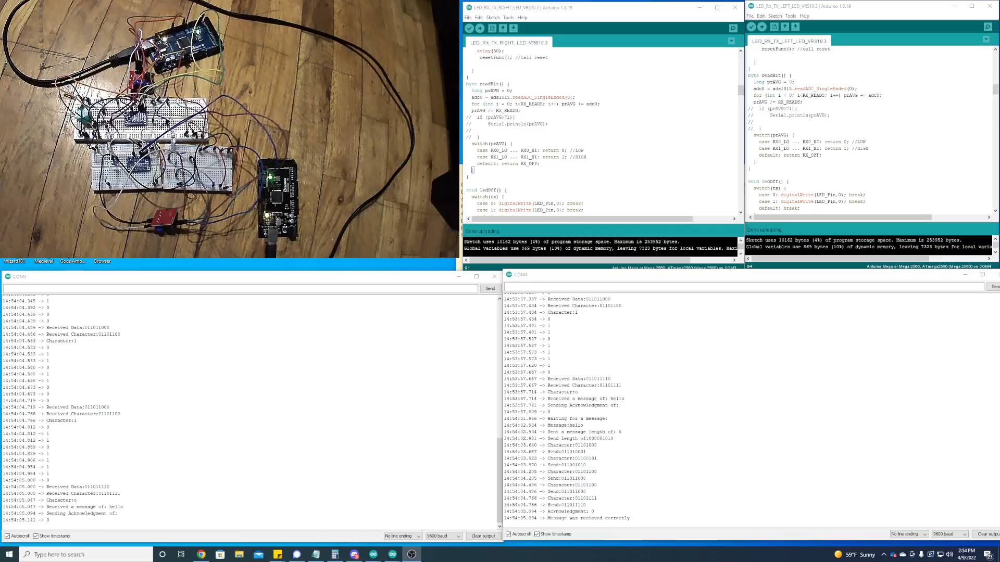 LED_RX_TX_RIGHT_LED_VRS10.3 | Arduino 1.8.19
File Edit Sketch Tools Help
LED_RX_TX_RIGHT_LED_VRS10.3
delay(50);
resetFunc(); //call reset
}
}
byte readBit() {
long prAVG = 0;
adc0 = ads1015.readADC_SingleEnded(0);
for (int i = 0; i<RX_READS; i++) prAVG += adc0;
prAVG /= RX_READS;
// if (prAVG>71){
// Serial.println(prAVG);
//
// }
switch(prAVG) {
case RX0_LO ... RX0_HI: return 0; //LOW
case RX1_LO ... RX1_HI: return 1; //HIGH
default: return RX_OFF;
}
}
void ledOff() {
switch(tx) {
case 0: digitalWrite(LED_Pin,0); break;
case 1: digitalWrite(LED_Pin,0); break;
Done uploading.
Sketch uses 10162 bytes (4%) of program storage space. Maximum is 253952 bytes.
Global variables use 869 bytes (10%) of dynamic memory, leaving 7323 bytes for local variables. Maxi
91
Arduino Mega or Mega 2560, ATmega2560 (Mega 2560) on COM3
LED_RX_TX_LEFT_LED_VRS10.3 | Arduino 1.8.19
File Edit Sketch Tools Help
LED_RX_TX_LEFT_LED_VRS10.3
resetFunc(); //call reset
}
}
byte readBit() {
long prAVG = 0;
adc0 = ads1015.readADC_SingleEnded(0);
for (int i = 0; i<RX_READS; i++) prAVG += adc0;
prAVG /= RX_READS;
// if (prAVG>71){
// Serial.println(prAVG);
//
// }
switch(prAVG) {
case RX0_LO ... RX0_HI: return 0; //LOW
case RX1_LO ... RX1_HI: return 1; //HIGH
default: return RX_OFF;
}
}
void ledOff() {
switch(tx) {
case 0: digitalWrite(LED_Pin,0); break;
case 1: digitalWrite(LED_Pin,0); break;
default: break;
Done uploading.
Sketch uses 10162 bytes (4%) of program storage space. Maximum is 253952 bytes.
Global variables use 869 bytes (10%) of dynamic memory, leaving 7323 bytes for local varia
84
Arduino Mega or Mega 2560, ATmega2560 (Mega 2560) on COM4
Wizard101 Medieval Gods Amo... Browser
COM3
Send
14:54:04.345 -> 1
14:54:04.392 -> 0
14:54:04.439 -> 0
14:54:04.439 -> 0
14:54:04.439 -> Received Data:011011000
14:54:04.486 -> Received Character:01101100
14:54:04.533 -> Character:l
14:54:04.533 -> 0
14:54:04.533 -> 1
14:54:04.533 -> 1
14:54:04.580 -> 0
14:54:04.580 -> 1
14:54:04.626 -> 1
14:54:04.673 -> 0
14:54:04.673 -> 0
14:54:04.719 -> 0
14:54:04.719 -> Received Data:011011000
14:54:04.766 -> Received Character:01101100
14:54:04.766 -> Character:l
14:54:04.812 -> 0
14:54:04.812 -> 1
14:54:04.812 -> 1
14:54:04.859 -> 0
14:54:04.859 -> 1
14:54:04.906 -> 1
14:54:04.954 -> 1
14:54:04.954 -> 1
14:54:05.000 -> 0
14:54:05.000 -> Received Data:011011110
14:54:05.000 -> Received Character:01101111
14:54:05.047 -> Character:o
14:54:05.047 -> Received a message of: hello
14:54:05.094 -> Sending Acknowledgment of:
14:54:05.141 -> 0
Autoscroll Show timestamp No line ending 9600 baud Clear output
COM4
Send
14:53:57.387 -> Received Data:011011000
14:53:57.434 -> Received Character:01101100
14:53:57.434 -> Character:l
14:53:57.434 -> 0
14:53:57.481 -> 1
14:53:57.481 -> 1
14:53:57.527 -> 0
14:53:57.527 -> 1
14:53:57.573 -> 1
14:53:57.573 -> 1
14:53:57.620 -> 1
14:53:57.667 -> 0
14:53:57.667 -> Received Data:011011110
14:53:57.667 -> Received Character:01101111
14:53:57.714 -> Character:o
14:53:57.714 -> Received a message of: hello
14:53:57.761 -> Sending Acknowledgment of:
14:53:57.809 -> 0
14:54:01.956 -> Waiting for a message:
14:54:02.934 -> Message:hello
14:54:02.934 -> Sent a message length of: 5
14:54:02.981 -> Send Length of:000001010
14:54:03.640 -> Character:01101000
14:54:03.687 -> Send:011010001
14:54:03.923 -> Character:01100101
14:54:03.970 -> Send:011001010
14:54:04.205 -> Character:01101100
14:54:04.205 -> Send:011011000
14:54:04.486 -> Character:01101100
14:54:04.486 -> Send:011011000
14:54:04.766 -> Character:01101111
14:54:04.766 -> Send:011011110
14:54:05.094 -> Acknowledgment: 0
14:54:05.094 -> Message was recieved correctly
Autoscroll Show timestamp No line ending 9600 baud Clear outpu
Type here to search
59°F Sunny
2:54 PM
4/9/2022
23